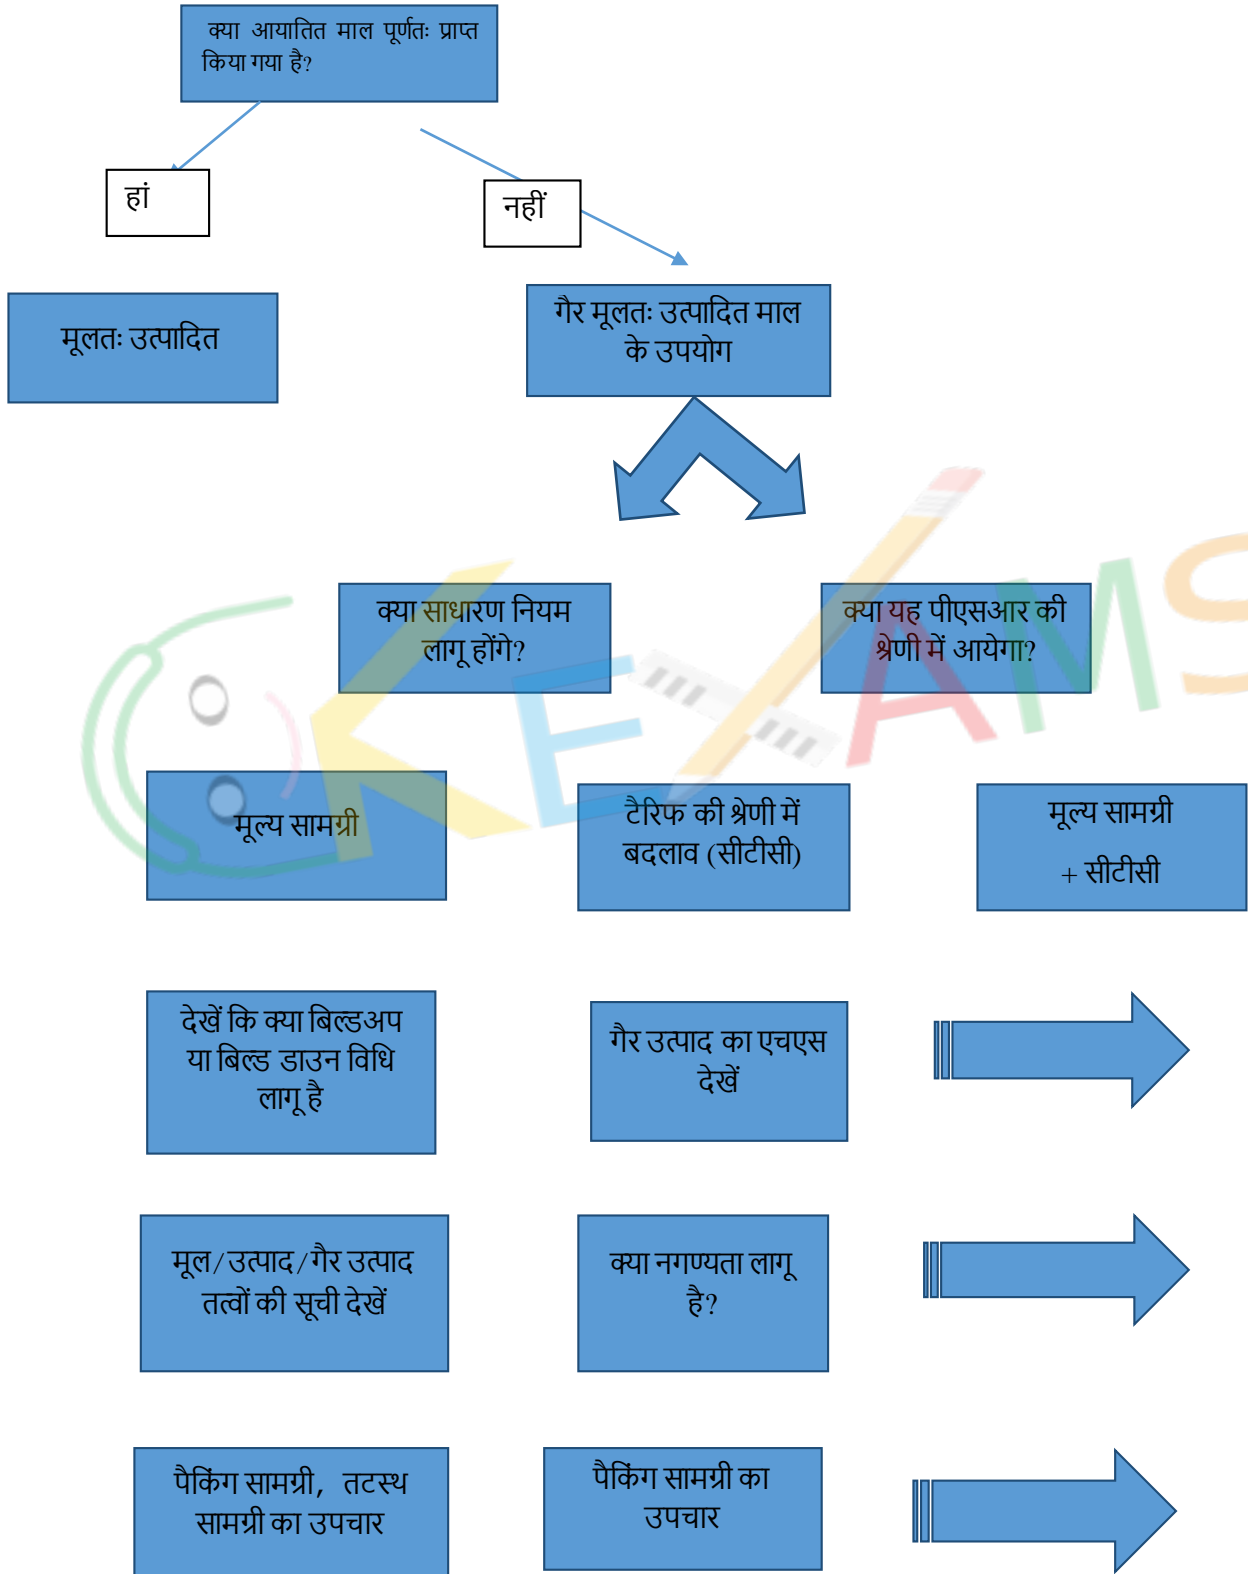 क्या आयातित माल पूर्णतः प्राप्त
किया गया है?
हां
नहीं
मूलतः उत्पादित
गैर मूलतः उत्पादित माल
के उपयोग
क्या साधारण नियम
लागू होंगे?
क्या यह पीएसआर की
श्रेणी में आयेगा?
मूल्य सामग्री
टैरिफ की श्रेणी में
बदलाव (सीटीसी)
मूल्य सामग्री
+ सीटीसी
देखें कि क्या बिल्डअप
या बिल्ड डाउन विधि
लागू है
गैर उत्पाद का एचएस
देखें
मूल/उत्पाद/गैर उत्पाद
तत्वों की सूची देखें
क्या नगण्यता लागू
है?
पैकिंग सामग्री, तटस्थ
सामग्री का उपचार
पैकिंग सामग्री का
उपचार
KEXAMS